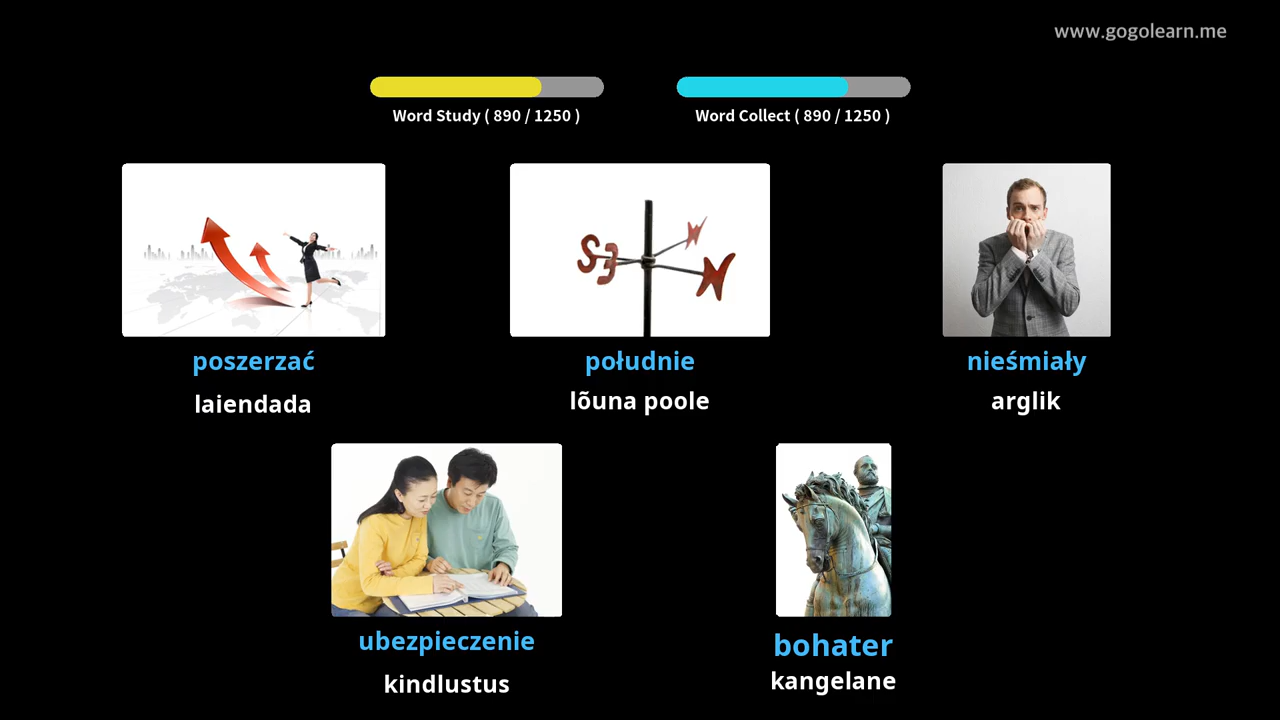 www.gogolearn.me
Word Study ( 890 / 1250 )
Word Collect ( 890 / 1250 )
poszerzać
laiendada
południe
lõuna poole
nieśmiały
arglik
ubezpieczenie
kindlustus
bohater
kangelane